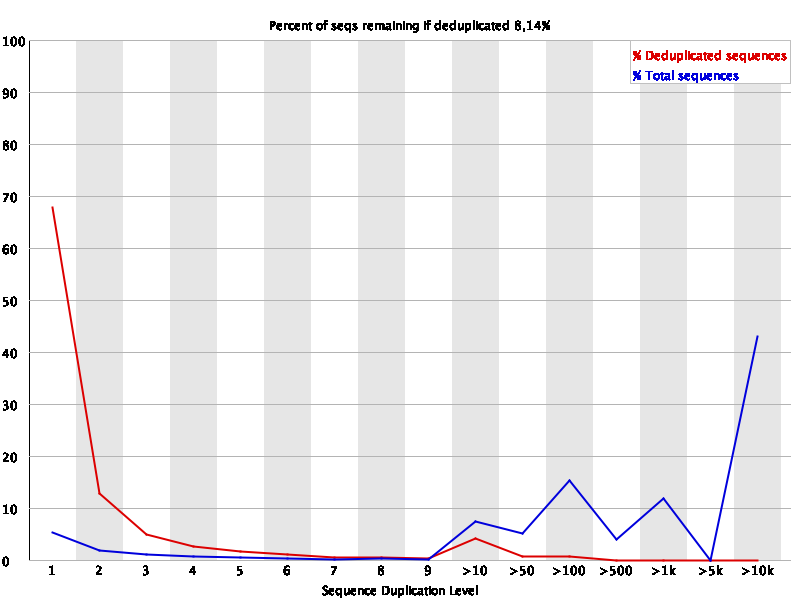 Percent of seqs remaining if deduplicated 8,14%
% Deduplicated sequences
% Total sequences
100
90
80
70
60
50
40
30
20
10
0
1 2 3 4 5 6 7 8 9 >10 >50 >100 >500 >1k >5k >10k
Sequence Duplication Level